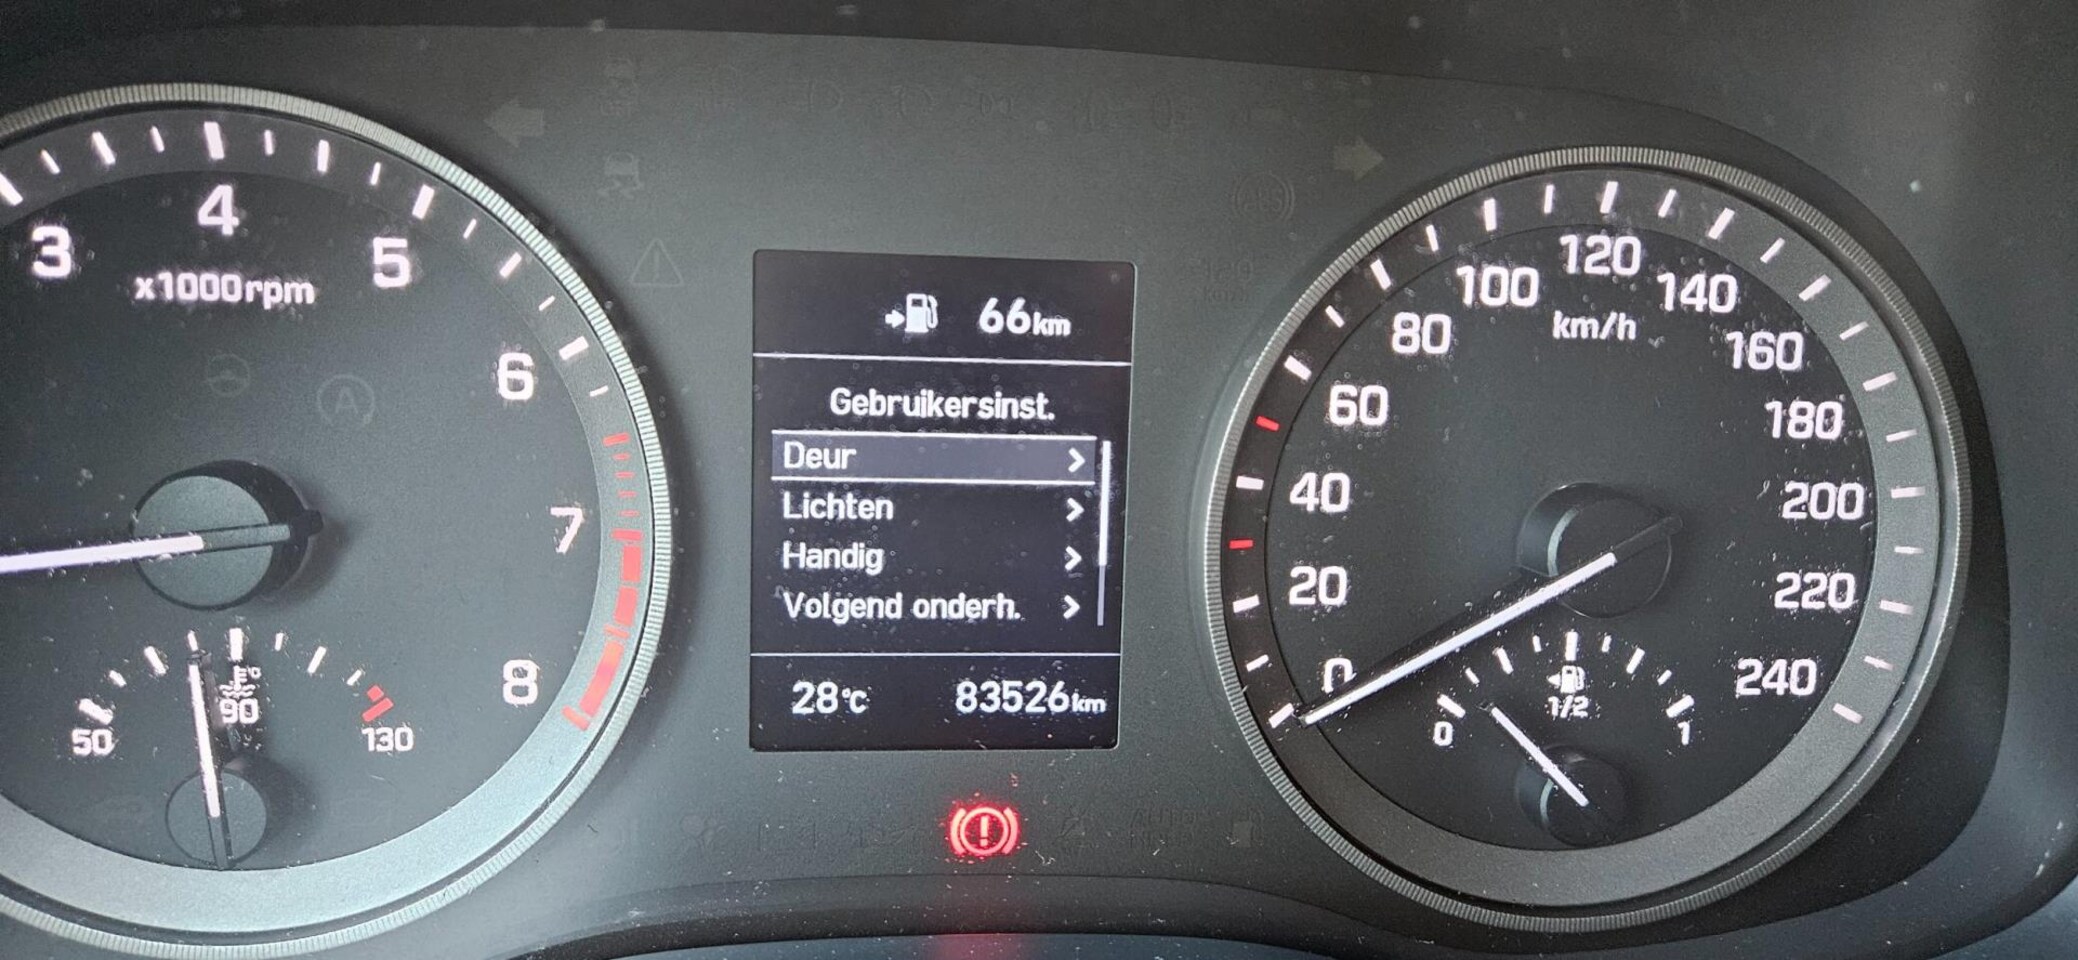 3
4
5
6
7
8
x1000rpm
50
90
130
66km
Gebruikersinst.
Deur
Lichten
Handig
Volgend onderh.
28°C
83526km
0
20
40
60
80
100
120
140
160
180
200
220
240
km/h
0
1/2
1